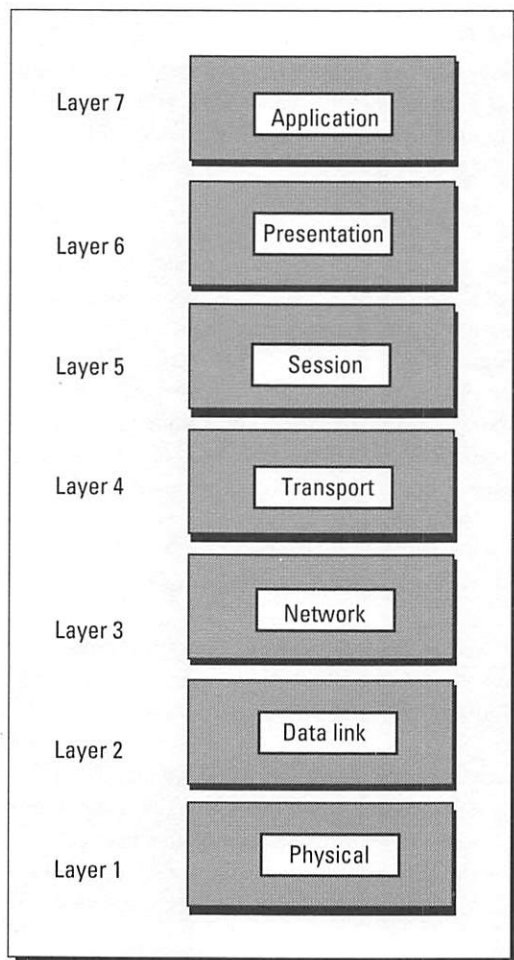 Layer 7
Application
Layer 6
Presentation
Layer 5
Session
Layer 4
Transport
Layer 3
Network
Layer 2
Data link
Layer 1
Physical